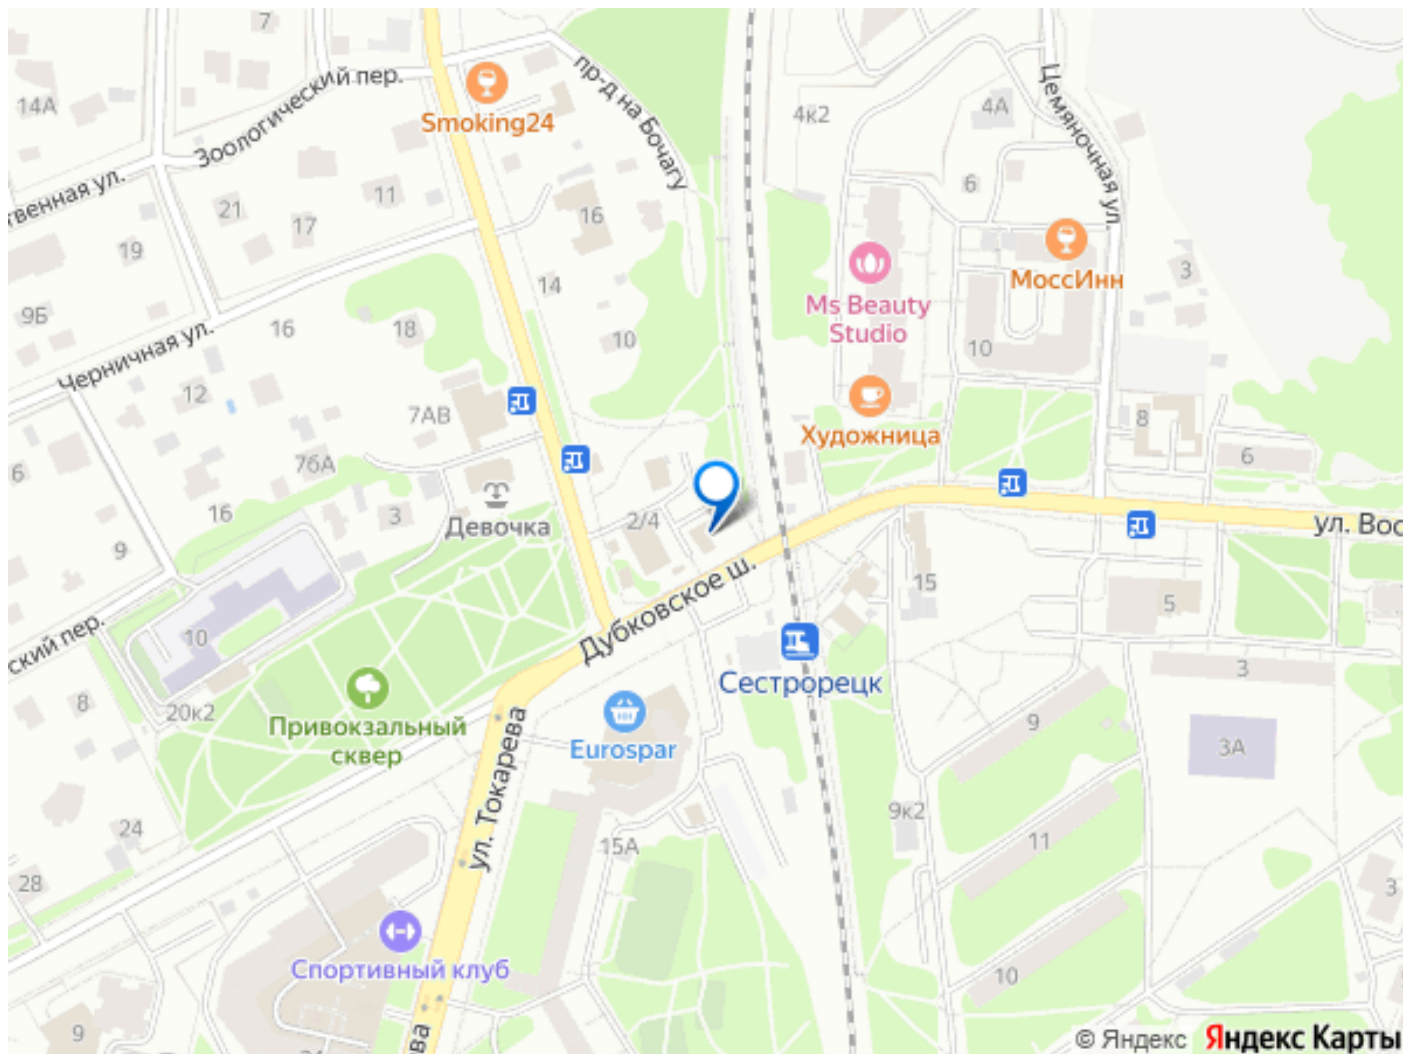 7
14А
Зоологический пер.
Smoking24
пр-д на Бочагу
4к2
4А
Цемяночная ул.
твенная ул.
21
11
17
19
16
6
МоссИнн
3
Ms Beauty
Studio
14
9Б
16
18
10
10
Черничная ул.
12
7АВ
Художница
8
6
6
76А
16
3
Девочка
2/4
9
ул. Вос
Дубковское ш.
15
5
10
ский пер.
Сестрорецк
3
8
20к2
Привокзальный
сквер
Eurospar
9
3А
ул. Токарева
24
15А
9к2
11
28
3
Спортивный клуб
10
9
ва
© Яндекс Яндекс Карты